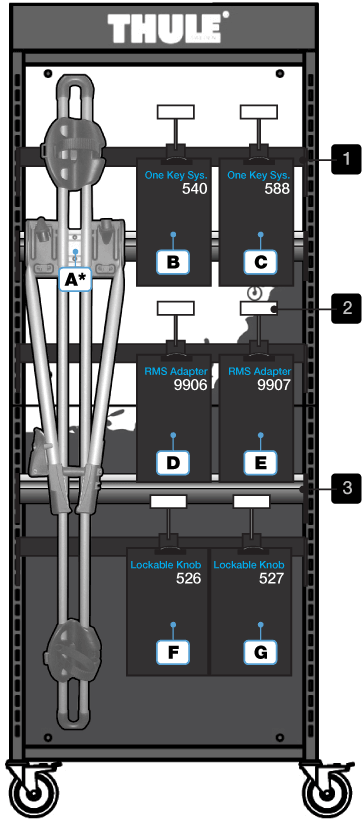 THULE
1
One Key Sys.
540
One Key Sys.
588
B
C
A*
2
RMS Adapter
9906
RMS Adapter
9907
D
E
3
Lockable Knob
526
Lockable Knob
527
F
G